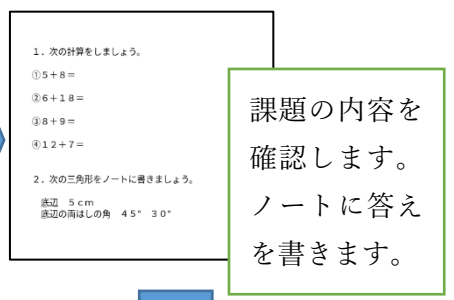 １．次の計算をしましょう。
①５＋８＝
②６＋１８＝
③８＋９＝
④１２＋７＝
２．次の三角形をノートに書きましょう。
底辺　５ｃｍ
底辺の両はしの角　４５°　３０°
課題の内容を
確認します。
ノートに答え
を書きます。